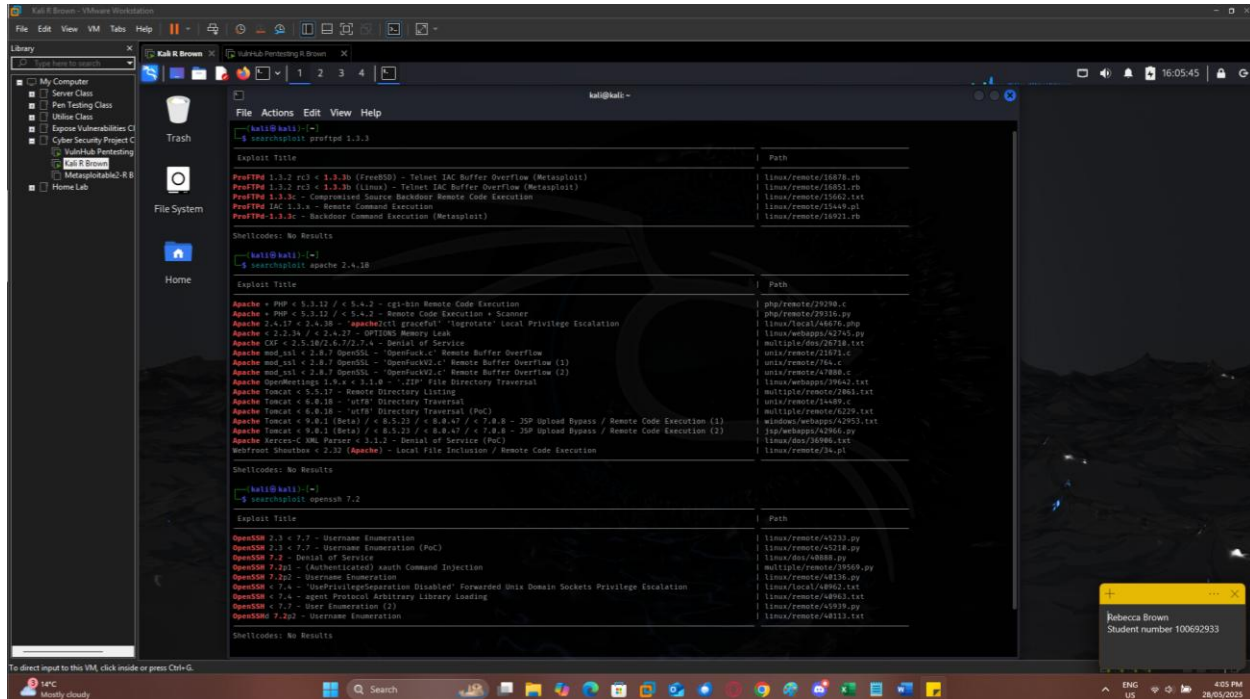 Kali R Brown - VMware Workstation
File Edit View VM Tabs Help
Library
Type here to search
My Computer
Server Class
Pen Testing Class
Utilise Class
Expose Vulnerabilities Cl
Cyber Security Project C
VulnHub Pentesting
Kali R Brown
Metasploitable2-R B
Home Lab
Kali R Brown
VulnHub Pentesting R.Brown
1 2 3 4
16:05:45
Trash
File System
Home
kali@kali: ~
File Actions Edit View Help
(kali㉿kali)-[~]
$ searchsploit proftpd 1.3.3
Exploit Title | Path
ProFTPd 1.3.2 rc3 < 1.3.3b (FreeBSD) - Telnet IAC Buffer Overflow (Metasploit) | linux/remote/16878.rb
ProFTPd 1.3.2 rc3 < 1.3.3b (Linux) - Telnet IAC Buffer Overflow (Metasploit) | linux/remote/16851.rb
ProFTPd 1.3.3c - Compromised Source Backdoor Remote Code Execution | linux/remote/15662.txt
ProFTPd IAC 1.3.x - Remote Command Execution | linux/remote/15449.pl
ProFTPd-1.3.3c - Backdoor Command Execution (Metasploit) | linux/remote/16921.rb
Shellcodes: No Results
(kali㉿kali)-[~]
$ searchsploit apache 2.4.18
Exploit Title | Path
Apache + PHP < 5.3.12 / < 5.4.2 - cgi-bin Remote Code Execution | php/remote/29290.c
Apache + PHP < 5.3.12 / < 5.4.2 - Remote Code Execution + Scanner | php/remote/29316.py
Apache 2.4.17 < 2.4.38 - 'apache2ctl graceful' 'logrotate' Local Privilege Escalation | linux/local/46676.php
Apache < 2.2.34 / < 2.4.27 - OPTIONS Memory Leak | linux/webapps/42745.py
Apache CXF < 2.5.10/2.6.7/2.7.4 - Denial of Service | multiple/dos/26710.txt
Apache mod_ssl < 2.8.7 OpenSSL - 'OpenFuck.c' Remote Buffer Overflow | unix/remote/21671.c
Apache mod_ssl < 2.8.7 OpenSSL - 'OpenFuckV2.c' Remote Buffer Overflow (1) | unix/remote/764.c
Apache mod_ssl < 2.8.7 OpenSSL - 'OpenFuckV2.c' Remote Buffer Overflow (2) | unix/remote/47080.c
Apache OpenMeetings 1.9.x < 3.1.0 - '.ZIP' File Directory Traversal | linux/webapps/39642.txt
Apache Tomcat < 5.5.17 - Remote Directory Listing | multiple/remote/2061.txt
Apache Tomcat < 6.0.18 - 'utf8' Directory Traversal | unix/remote/14489.c
Apache Tomcat < 6.0.18 - 'utf8' Directory Traversal (PoC) | multiple/remote/6229.txt
Apache Tomcat < 9.0.1 (Beta) / < 8.5.23 / < 8.0.47 / < 7.0.8 - JSP Upload Bypass / Remote Code Execution (1) | windows/webapps/42953.txt
Apache Tomcat < 9.0.1 (Beta) / < 8.5.23 / < 8.0.47 / < 7.0.8 - JSP Upload Bypass / Remote Code Execution (2) | jsp/webapps/42966.py
Apache Xerces-C XML Parser < 3.1.2 - Denial of Service (PoC) | linux/dos/36906.txt
Webfroot Shoutbox < 2.32 (Apache) - Local File Inclusion / Remote Code Execution | linux/remote/34.pl
Shellcodes: No Results
(kali㉿kali)-[~]
$ searchsploit openssh 7.2
Exploit Title | Path
OpenSSH 2.3 < 7.7 - Username Enumeration | linux/remote/45233.py
OpenSSH 2.3 < 7.7 - Username Enumeration (PoC) | linux/remote/45210.py
OpenSSH 7.2 - Denial of Service | linux/dos/40888.py
OpenSSH 7.2p1 - (Authenticated) xauth Command Injection | multiple/remote/39569.py
OpenSSH 7.2p2 - Username Enumeration | linux/remote/40136.py
OpenSSH < 7.4 - 'UsePrivilegeSeparation Disabled' Forwarded Unix Domain Sockets Privilege Escalation | linux/local/40962.txt
OpenSSH < 7.4 - agent Protocol Arbitrary Library Loading | linux/remote/40963.txt
OpenSSH < 7.7 - User Enumeration (2) | linux/remote/45939.py
OpenSSHd 7.2p2 - Username Enumeration | linux/remote/40113.txt
Shellcodes: No Results
Rebecca Brown
Student number 100692933
To direct input to this VM, click inside or press Ctrl+G.
3
14°C
Mostly cloudy
Search
ENG
US
4:05 PM
28/05/2023